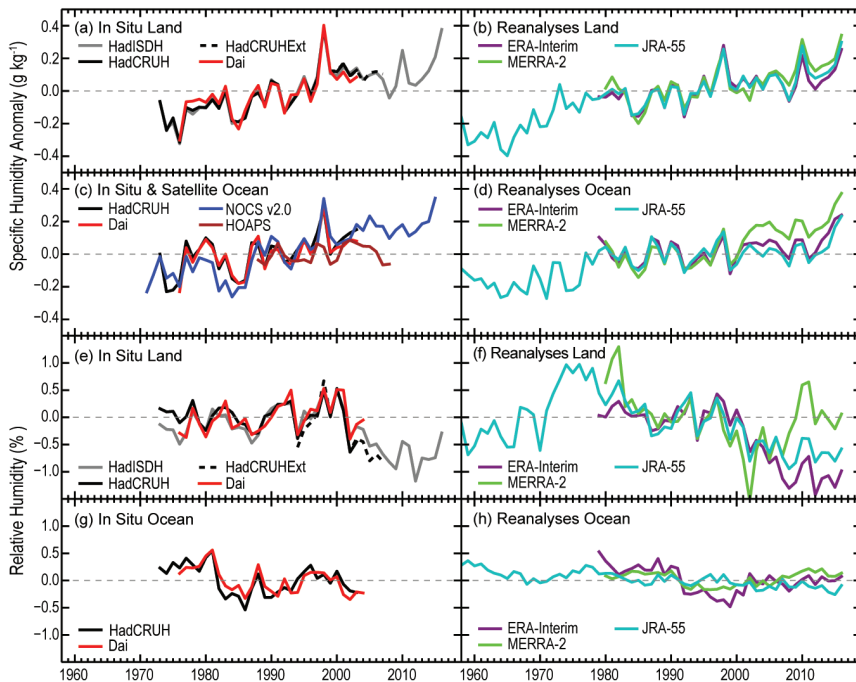 (a) In Situ Land
HadISDH
HadCRUH
HadCRUHExt
Dai
0.4
0.2
0.0
−0.2
−0.4
(b) Reanalyses Land
ERA-Interim
MERRA-2
JRA-55
Specific Humidity Anomaly (g kg-1)
(c) In Situ & Satellite Ocean
HadCRUH
Dai
NOCS v2.0
HOAPS
0.4
0.2
0.0
−0.2
−0.4
(d) Reanalyses Ocean
ERA-Interim
MERRA-2
JRA-55
(e) In Situ Land
HadISDH
HadCRUH
HadCRUHExt
Dai
1.0
0.5
0.0
−0.5
−1.0
(f) Reanalyses Land
ERA-Interim
MERRA-2
JRA-55
Relative Humidity (% )
(g) In Situ Ocean
HadCRUH
Dai
1.0
0.5
0.0
−0.5
−1.0
(h) Reanalyses Ocean
ERA-Interim
MERRA-2
JRA-55
1960 1970 1980 1990 2000 2010
1960 1970 1980 1990 2000 2010